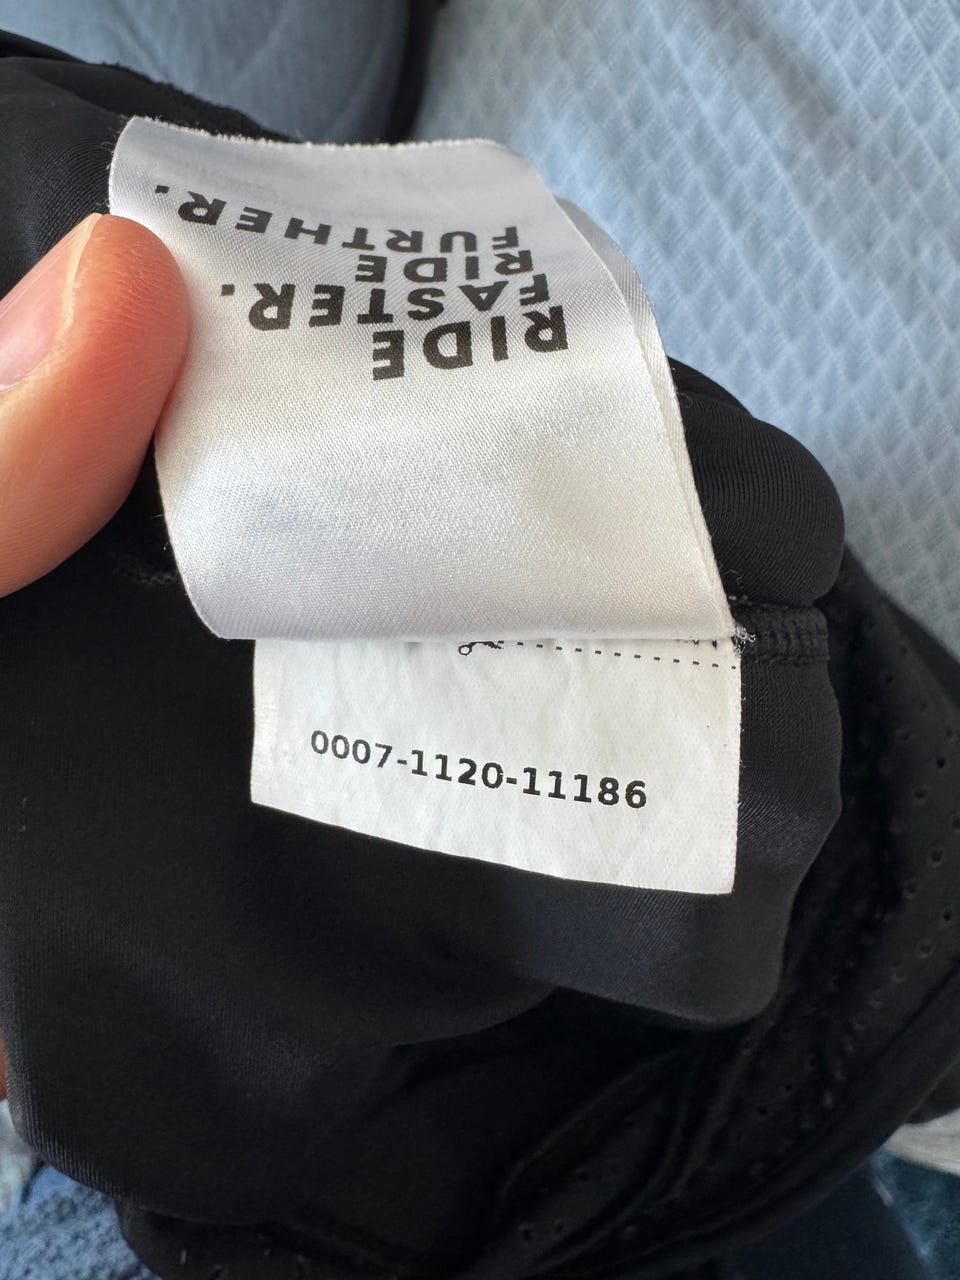 RIDE
FASTER.
RIDE
FURTHER.
0007-1120-11186